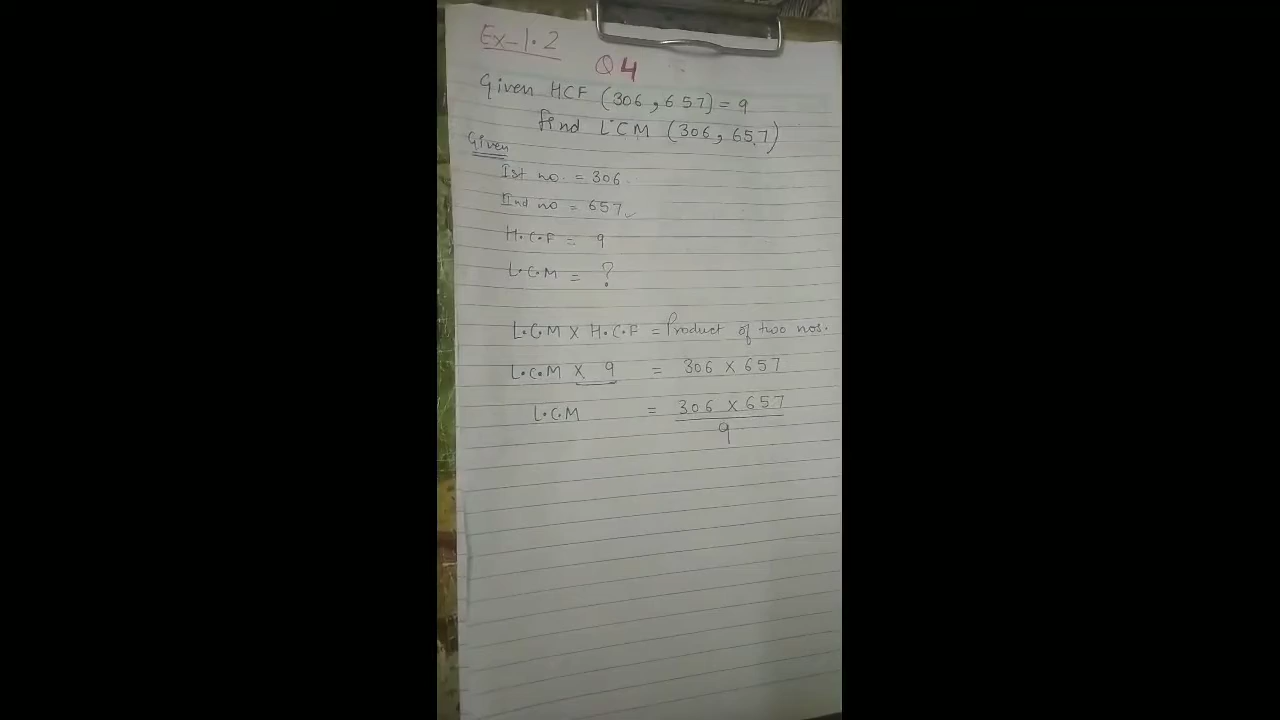 Ex-1.2
Q4
Given HCF (306, 657) = 9
find LCM (306, 657)
Given
Ist no. = 306
IInd no = 657
H.C.F = 9
L.C.M = ?
L.C.M X H.C.F = Product of two nos.
L.C.M X 9 = 306 X 657
L.C.M = 306 X 657
9